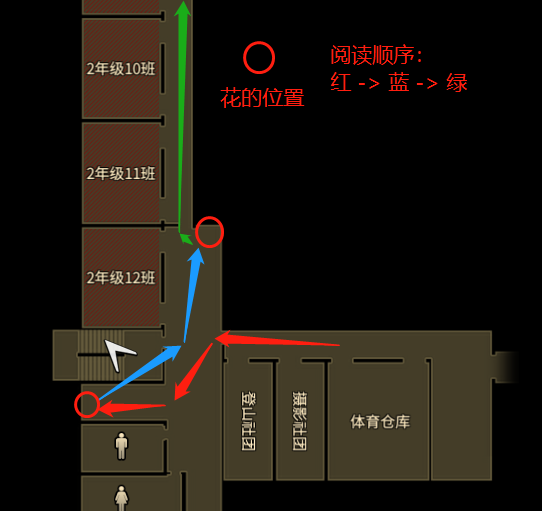 2年级10班
阅读顺序：
红 -> 蓝 -> 绿
花的位置
2年级11班
2年级12班
登山社团
摄影社团
体育仓库